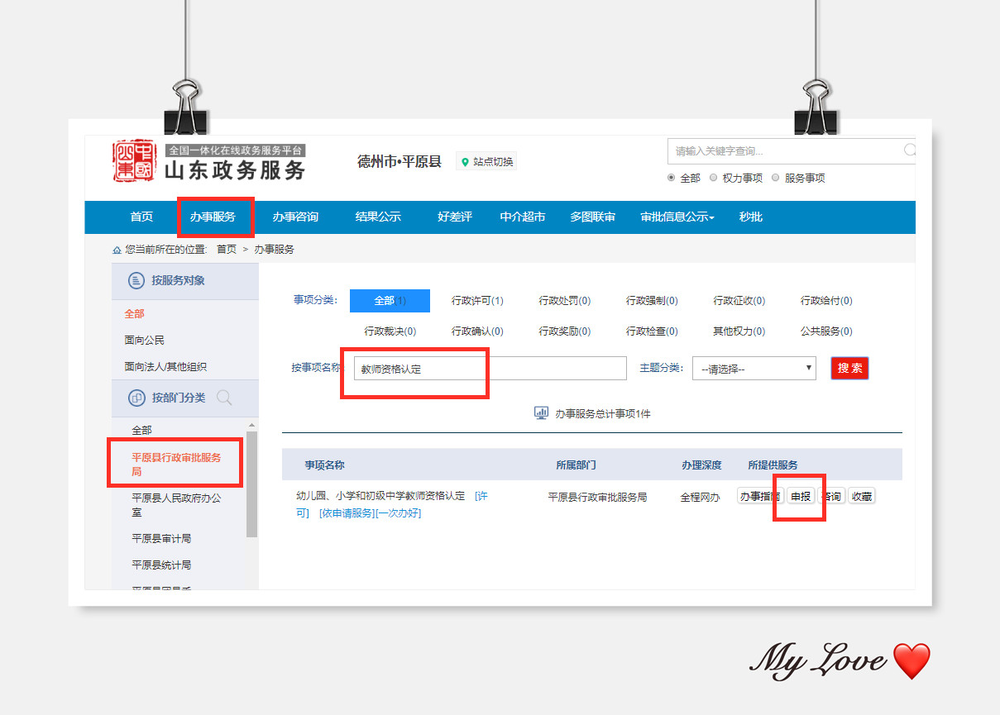 中國山東
全国一体化在线政务服务平台
山东政务服务
德州市•平原县
站点切换
请输入关键字查询...
全部 权力事项 服务事项
首页 办事服务 办事咨询 结果公示 好差评 中介超市 多图联审 审批信息公示 秒批
您当前所在的位置: 首页 > 办事服务
按服务对象
全部
面向公民
面向法人/其他组织
按部门分类
全部
平原县行政审批服务
局
平原县人民政府办公
室
平原县审计局
平原县统计局
事项分类: 全部(1) 行政许可(1) 行政处罚(0) 行政强制(0) 行政征收(0) 行政给付(0)
行政裁决(0) 行政确认(0) 行政奖励(0) 行政检查(0) 其他权力(0) 公共服务(0)
按事项名称 教师资格认定 主题分类: --请选择-- 搜索
办事服务总计事项1件
事项名称 所属部门 办理深度 所提供服务
幼儿园、小学和初级中学教师资格认定 [许 平原县行政审批服务局 全程网办 办事指南 申报 咨询 收藏
可] [依申请服务][一次办好]
My Love